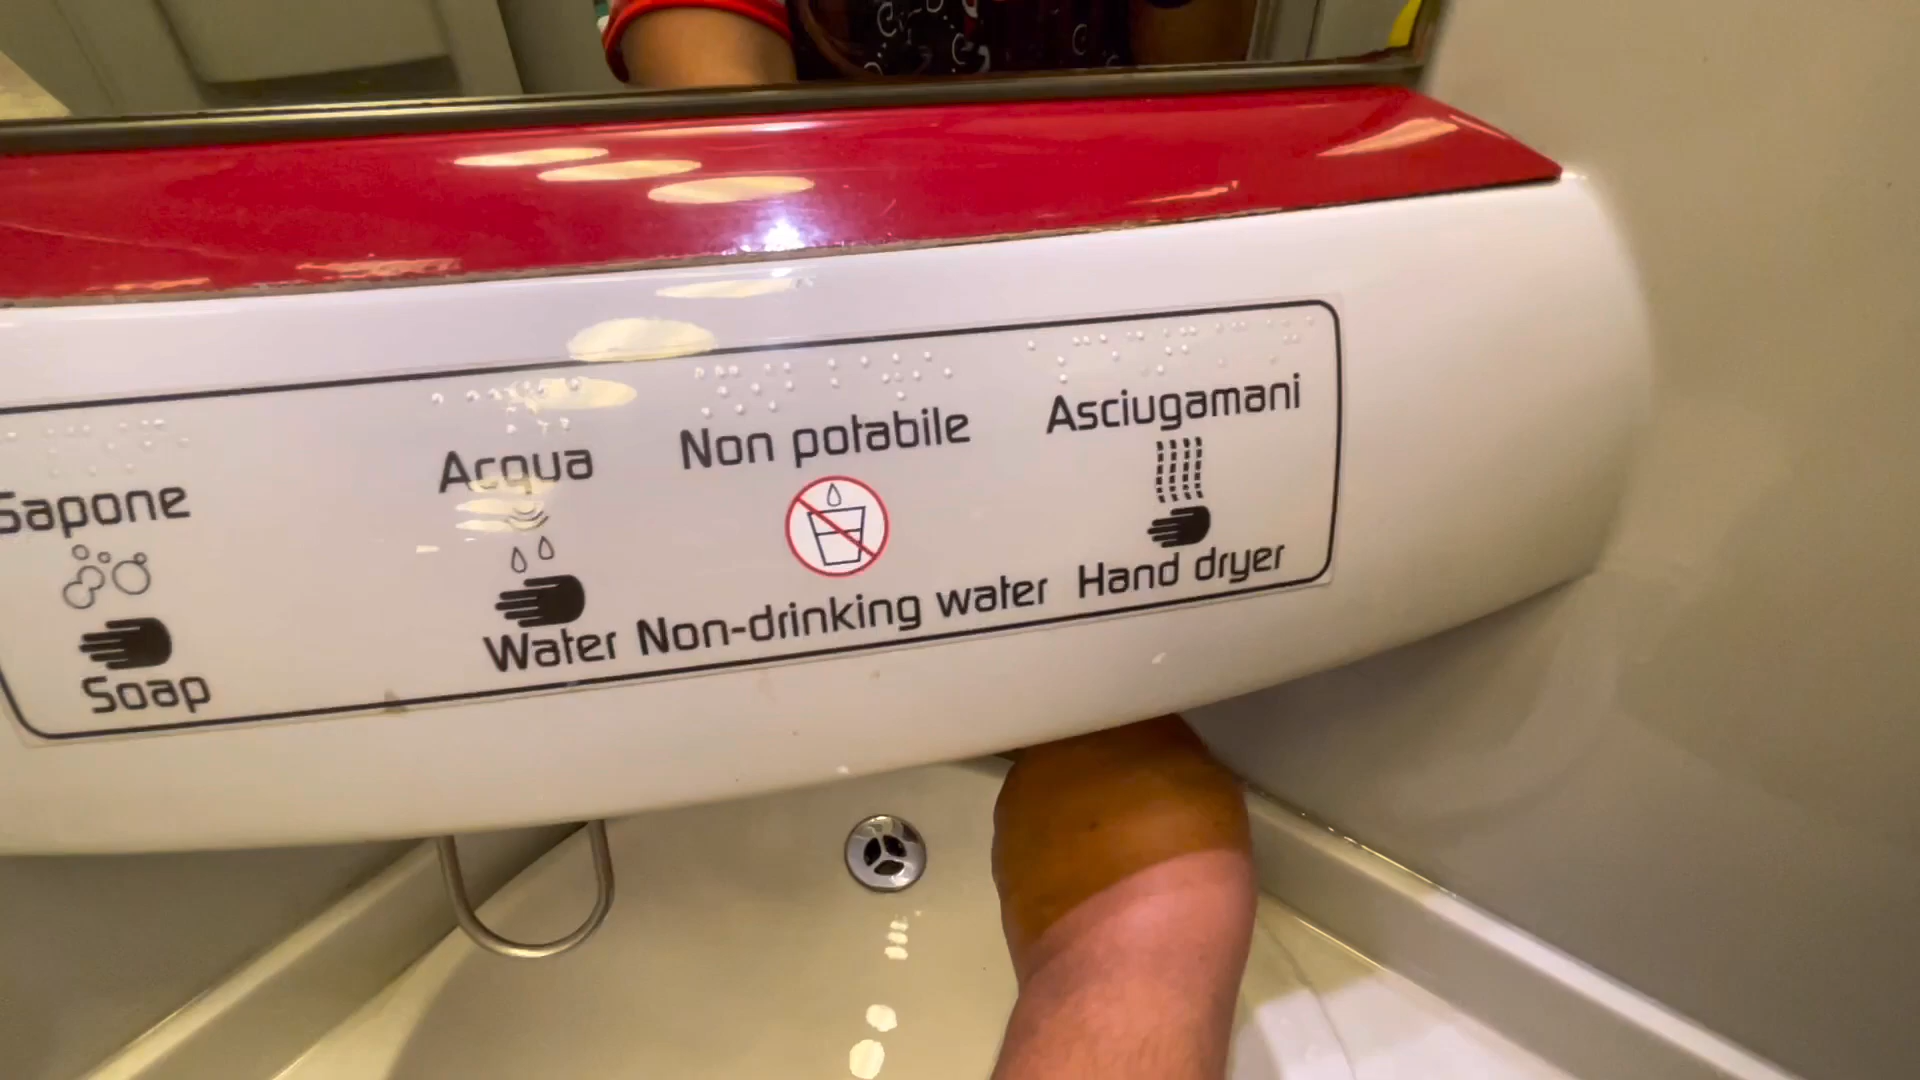 Sapone
Acqua
Non potabile
Asciugamani
Soap
Water
Non-drinking water
Hand dryer